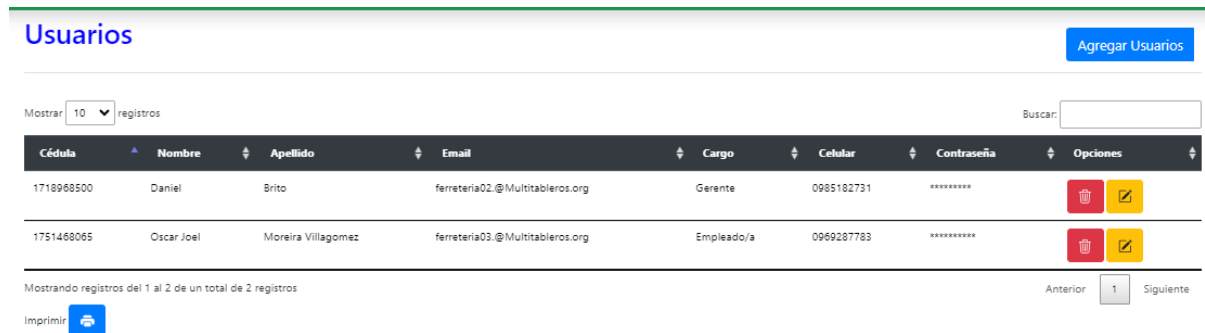 Usuarios
Agregar Usuarios
Mostrar 10 registros
Buscar:
Cédula Nombre Apellido Email Cargo Celular Contraseña Opciones
1718968500 Daniel Brito ferreteria02.@Multitableros.org Gerente 0985182731 *********
1751468065 Oscar Joel Moreira Villagomez ferreteria03.@Multitableros.org Empleado/a 0969287783 **********
Mostrando registros del 1 al 2 de un total de 2 registros
Anterior 1 Siguiente
Imprimir